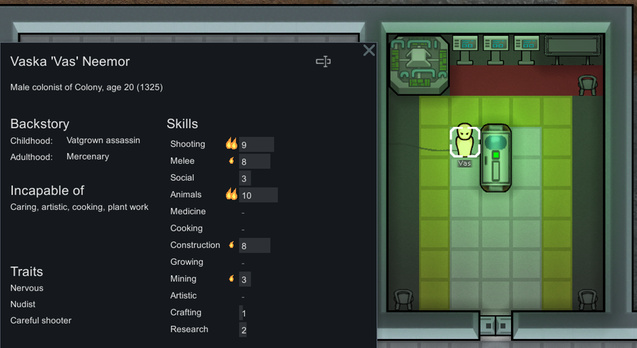 Vaska 'Vas' Neemor
Male colonist of Colony, age 20 (1325)
Backstory
Childhood: Vatgrown assassin
Adulthood: Mercenary
Incapable of
Caring, artistic, cooking, plant work
Traits
Nervous
Nudist
Careful shooter
Skills
Shooting 9
Melee 8
Social 3
Animals 10
Medicine -
Cooking -
Construction 8
Growing -
Mining 3
Artistic -
Crafting 1
Research 2
Vas